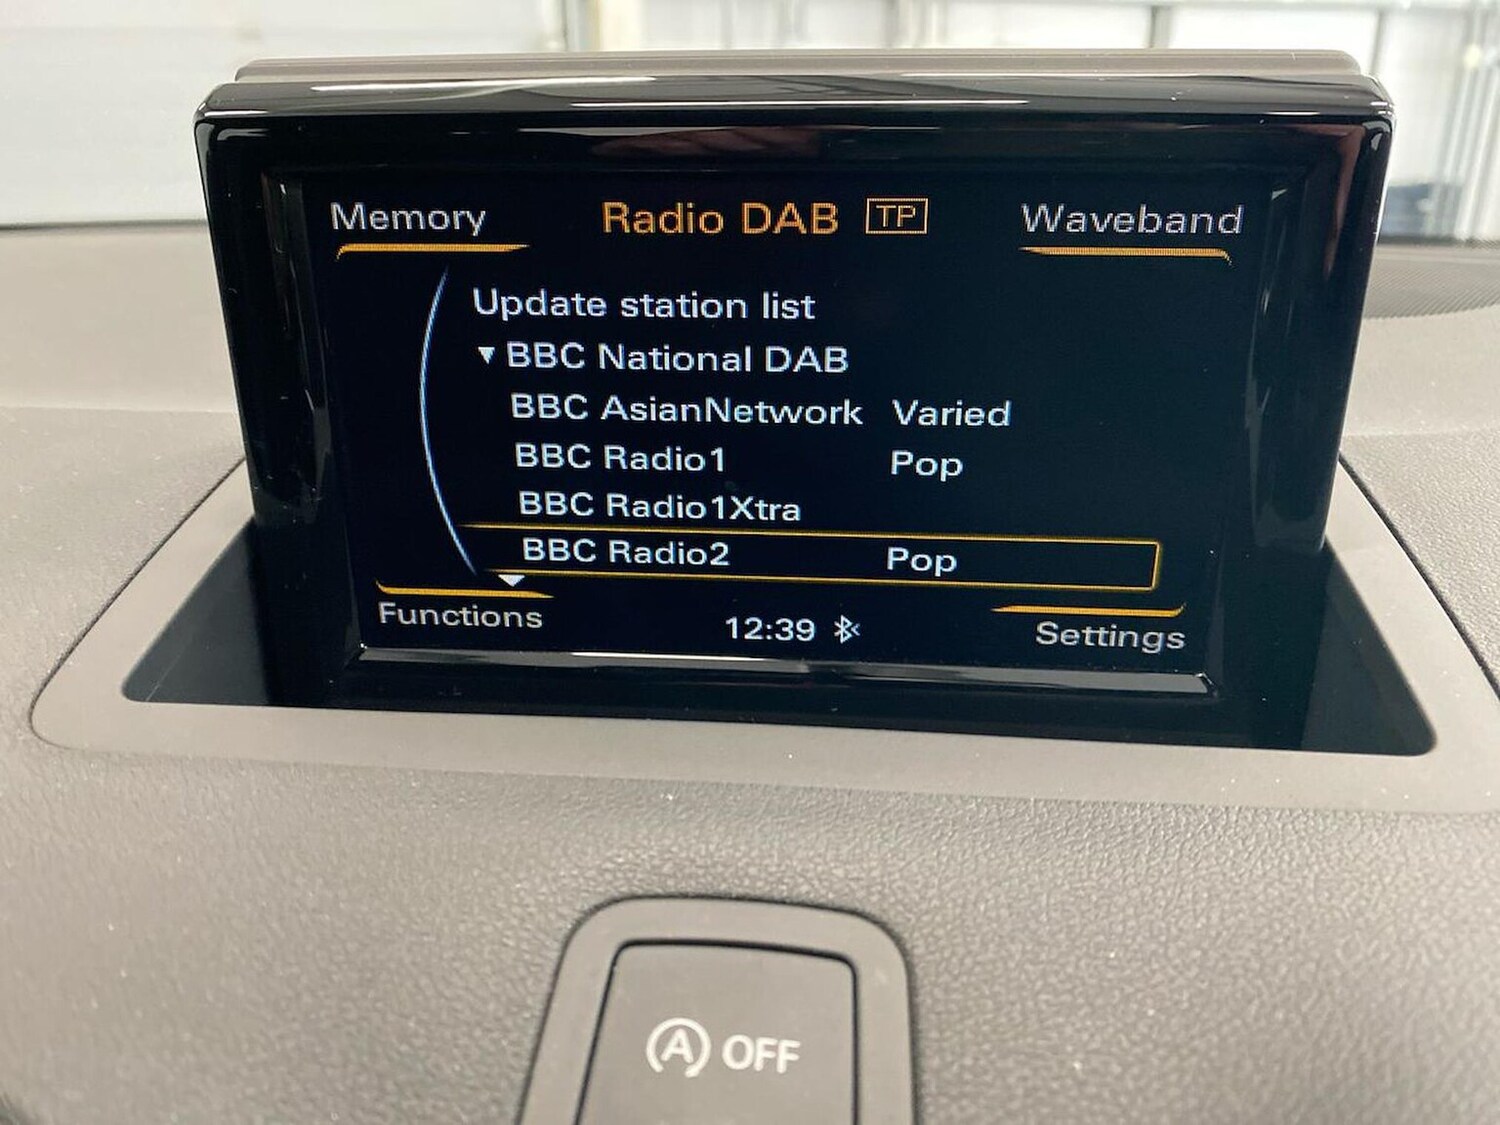 Memory Radio DAB TP Waveband
Update station list
▼ BBC National DAB
BBC AsianNetwork Varied
BBC Radio1 Pop
BBC Radio1Xtra
BBC Radio2 Pop
Functions 12:39 Settings
A OFF